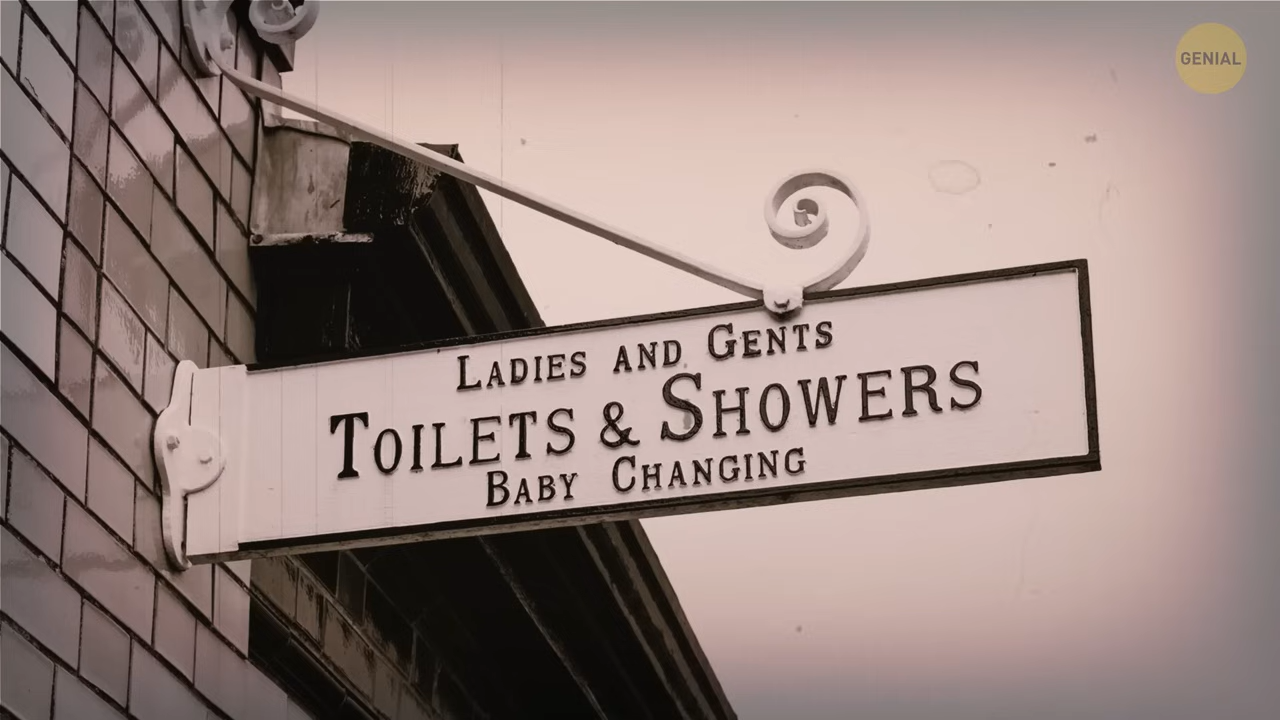 GENIAL
LADIES AND GENTS
TOILETS & SHOWERS
BABY CHANGING